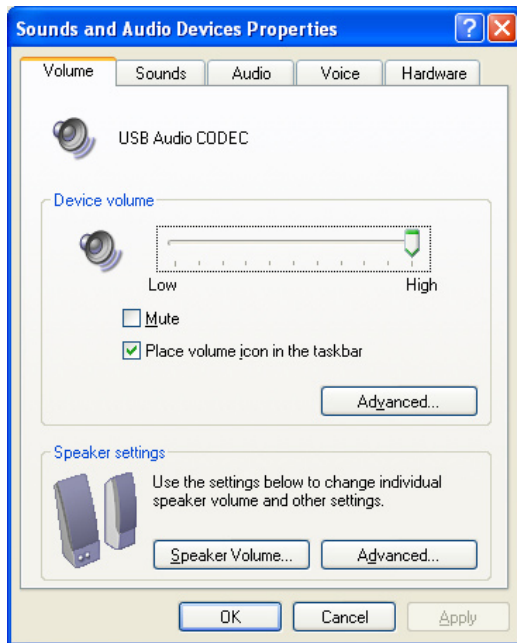 Sounds and Audio Devices Properties
Volume Sounds Audio Voice Hardware
USB Audio CODEC
Device volume
Low High
Mute
Place volume icon in the taskbar
Advanced...
Speaker settings
Use the settings below to change individual
speaker volume and other settings.
Speaker Volume... Advanced...
OK Cancel Apply